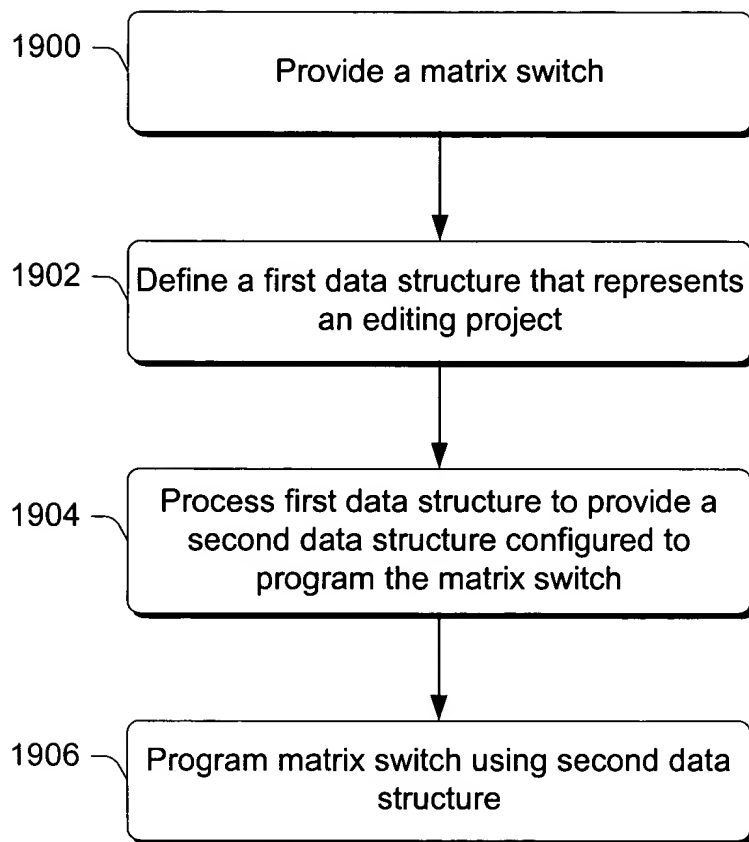 1900
Provide a matrix switch
1902
Define a first data structure that represents
an editing project
1904
Process first data structure to provide a
second data structure configured to
program the matrix switch
1906
Program matrix switch using second data
structure